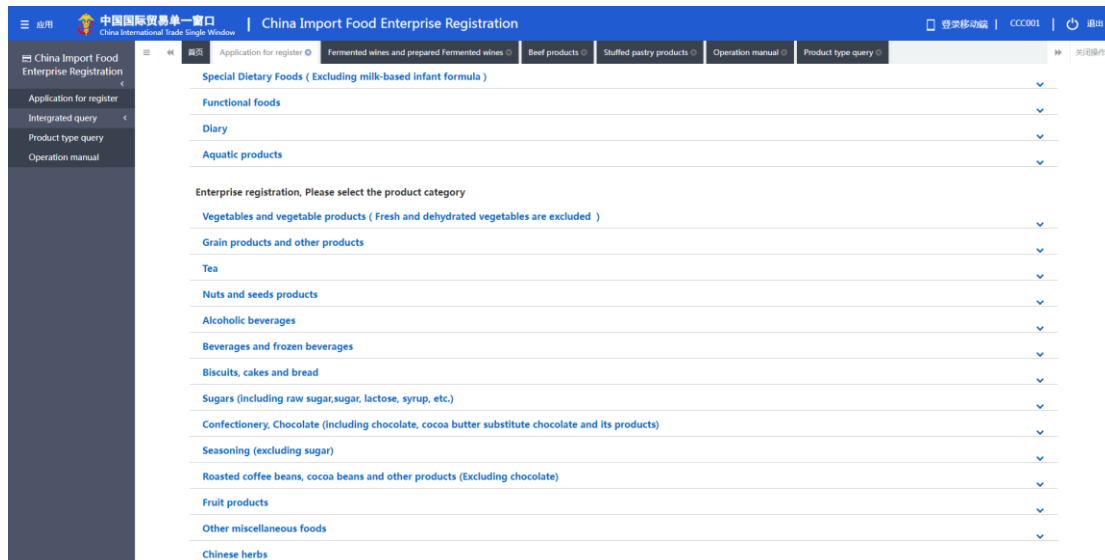 应用
中国国际贸易单一窗口
China International Trade Single Window
China Import Food Enterprise Registration
登录移动端
CCC001
退出
China Import Food Enterprise Registration
Application for register
Intergrated query
Product type query
Operation manual
首页
Application for register
Fermented wines and prepared Fermented wines
Beef products
Stuffed pastry products
Operation manual
Product type query
关闭操作
Special Dietary Foods ( Excluding milk-based infant formula )
Functional foods
Diary
Aquatic products
Enterprise registration, Please select the product category
Vegetables and vegetable products ( Fresh and dehydrated vegetables are excluded )
Grain products and other products
Tea
Nuts and seeds products
Alcoholic beverages
Beverages and frozen beverages
Biscuits, cakes and bread
Sugars (including raw sugar,sugar, lactose, syrup, etc.)
Confectionery, Chocolate (including chocolate, cocoa butter substitute chocolate and its products)
Seasoning (excluding sugar)
Roasted coffee beans, cocoa beans and other products (Excluding chocolate)
Fruit products
Other miscellaneous foods
Chinese herbs